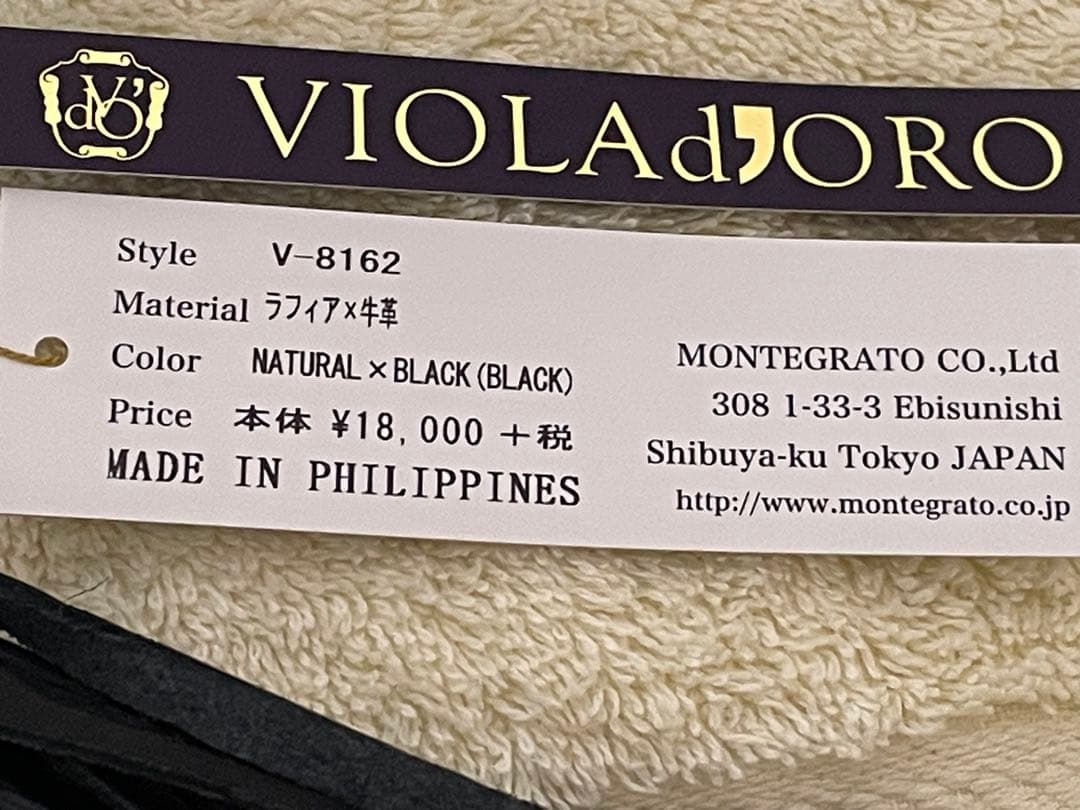 dVO'
VIOLAd'ORO
Style V-8162
Material ラフィア×牛革
Color NATURAL×BLACK(BLACK)
Price 本体 ¥18,000 +税
MADE IN PHILIPPINES
MONTEGRATO CO.,Ltd
308 1-33-3 Ebisunishi
Shibuya-ku Tokyo JAPAN
http://www.montegrato.co.jp